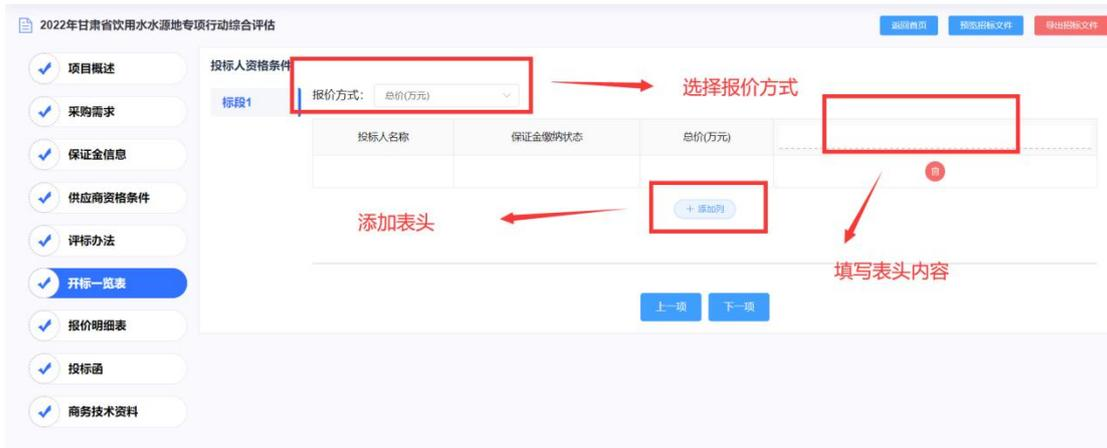 2022年甘肃省饮用水水源地专项行动综合评估
返回首页 预览招标文件 导出招标文件
项目概述
采购需求
保证金信息
供应商资格条件
评标办法
开标一览表
报价明细表
投标函
商务技术资料
投标人资格条件
标段1
报价方式: 总价(万元)
选择报价方式
投标人名称 保证金缴纳状态 总价(万元)
+ 添加列
添加表头
填写表头内容
上一项 下一项